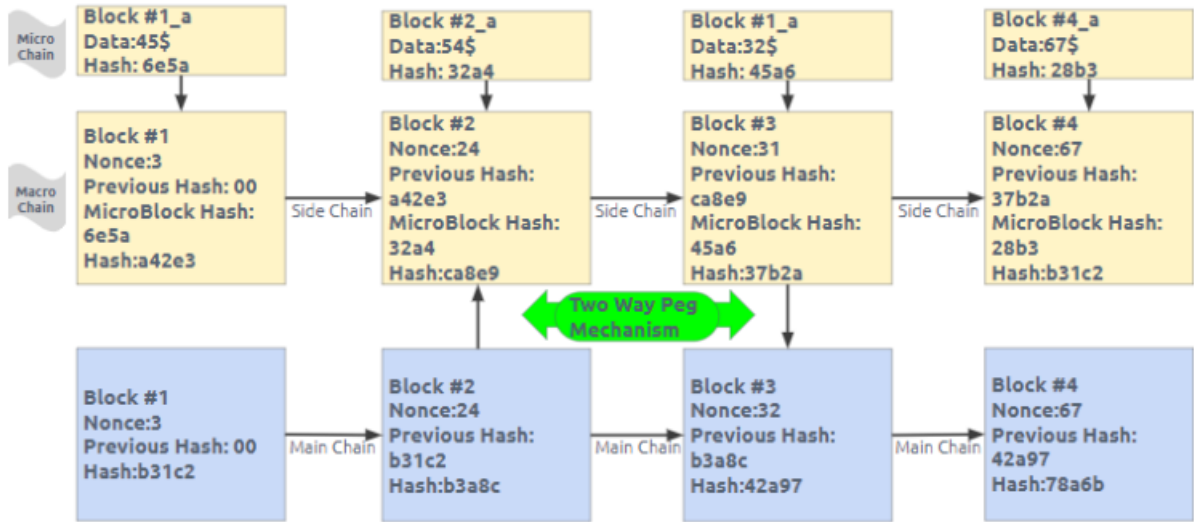 Micro
Chain
Block #1_a
Data:45$
Hash: 6e5a
Block #2_a
Data:54$
Hash: 32a4
Block #1_a
Data:32$
Hash: 45a6
Block #4_a
Data:67$
Hash: 28b3
Macro
Chain
Block #1
Nonce:3
Previous Hash: 00
MicroBlock Hash:
6e5a
Hash:a42e3
Side Chain
Block #2
Nonce:24
Previous Hash:
a42e3
MicroBlock Hash:
32a4
Hash:ca8e9
Side Chain
Block #3
Nonce:31
Previous Hash:
ca8e9
MicroBlock Hash:
45a6
Hash:37b2a
Side Chain
Block #4
Nonce:67
Previous Hash:
37b2a
MicroBlock Hash:
28b3
Hash:b31c2
Two Way Peg
Mechanism
Block #1
Nonce:3
Previous Hash: 00
Hash:b31c2
Main Chain
Block #2
Nonce:24
Previous Hash:
b31c2
Hash:b3a8c
Main Chain
Block #3
Nonce:32
Previous Hash:
b3a8c
Hash:42a97
Main Chain
Block #4
Nonce:67
Previous Hash:
42a97
Hash:78a6b